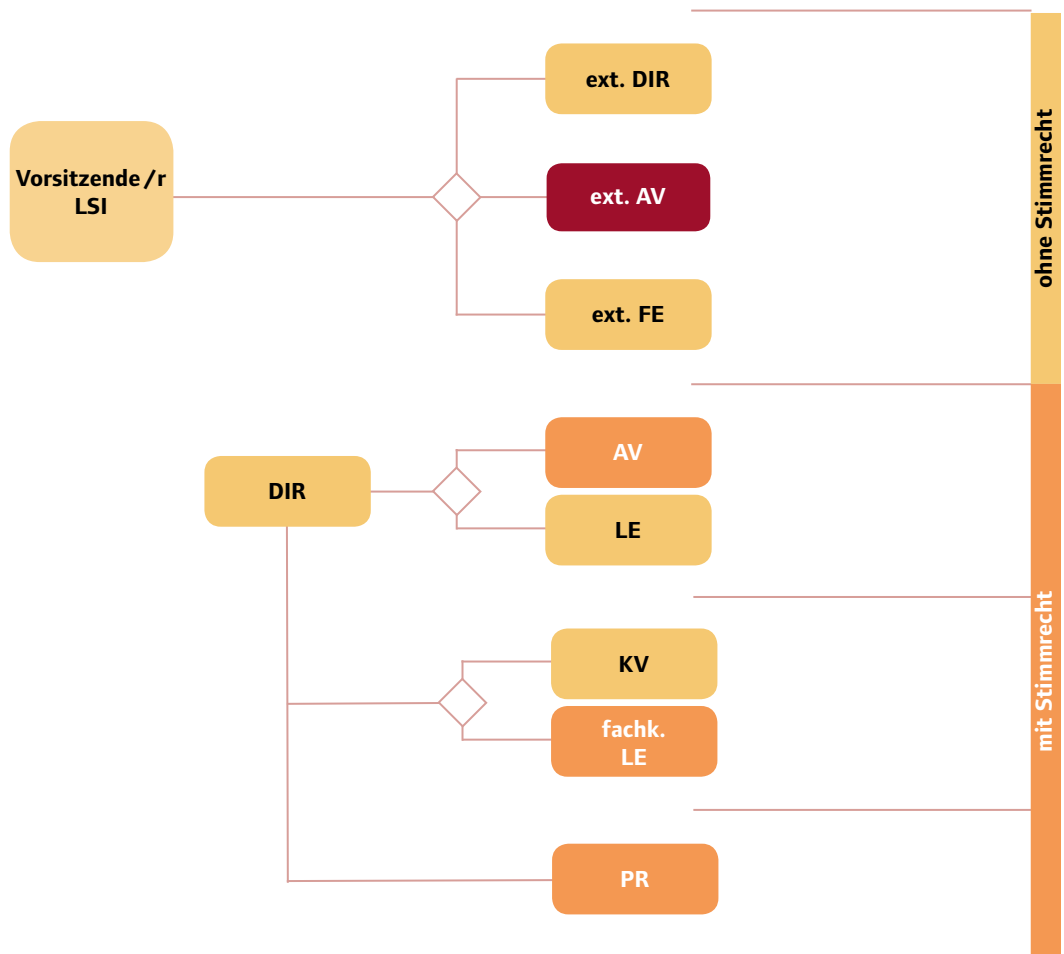 ext. DIR
Vorsitzende/r
LSI
ext. AV
ext. FE
ohne Stimmrecht
AV
DIR
LE
KV
fachk.
LE
PR
mit Stimmrecht